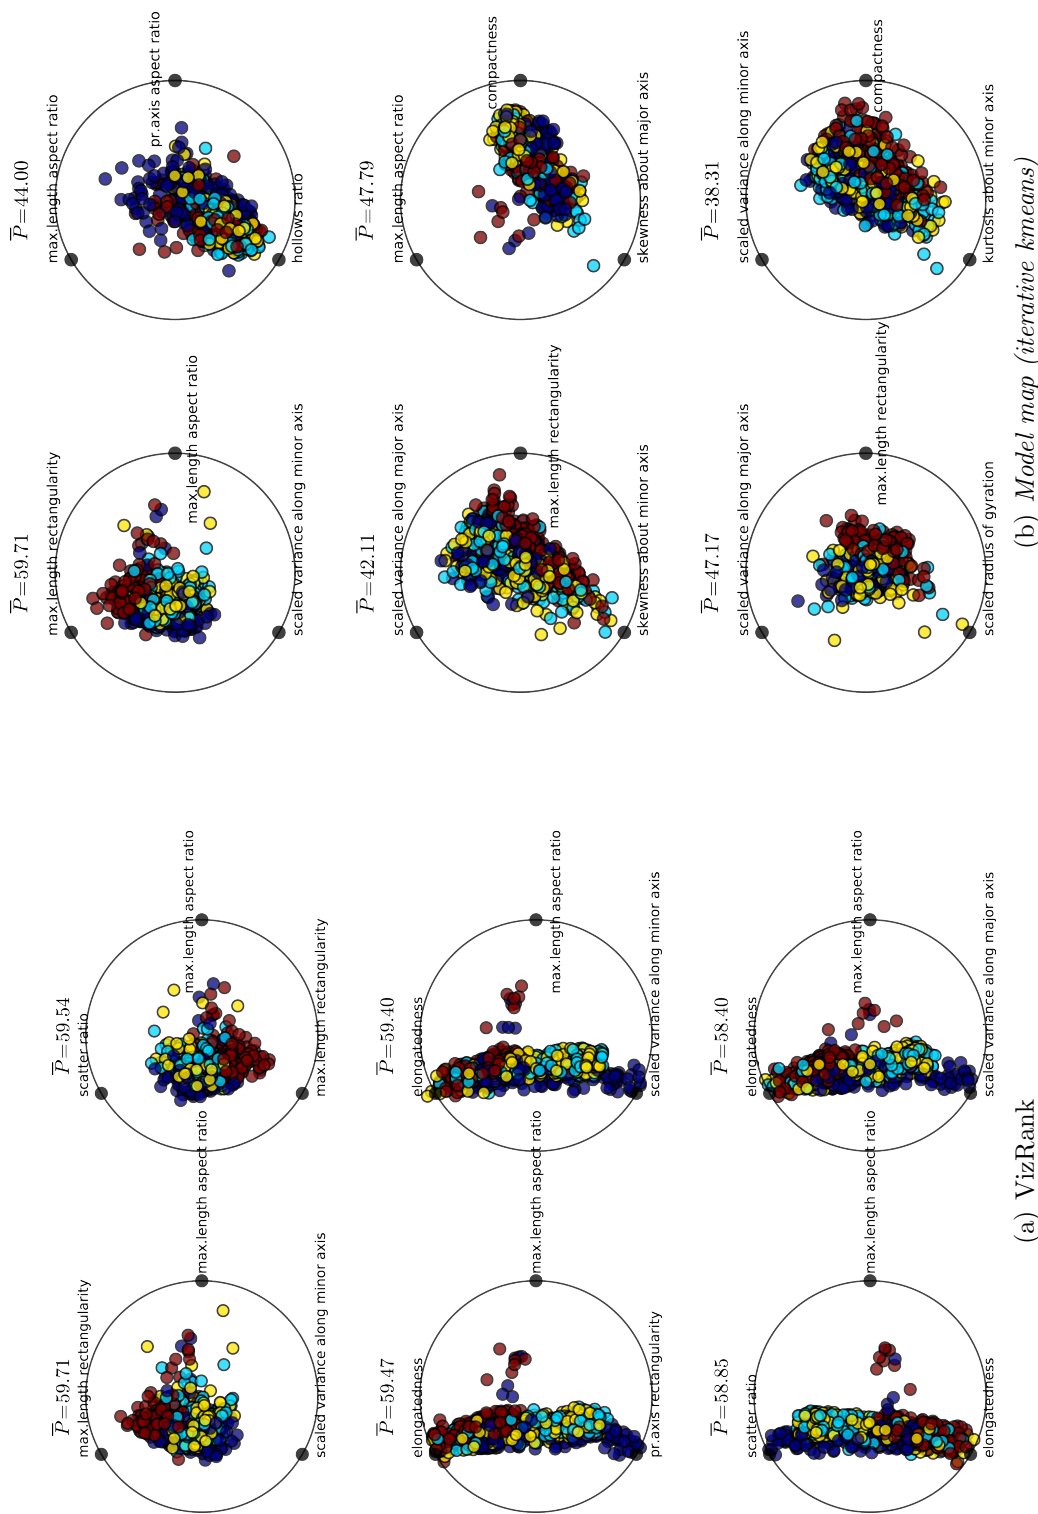 P̅=59.71
max.length rectangularity
max.length aspect ratio
scaled variance along minor axis
P̅=59.54
scatter ratio
max.length aspect ratio
max.length rectangularity
P̅=59.47
elongatedness
max.length aspect ratio
pr.axis rectangularity
P̅=59.40
elongatedness
max.length aspect ratio
scaled variance along minor axis
P̅=58.85
scatter ratio
max.length aspect ratio
elongatedness
P̅=58.40
elongatedness
max.length aspect ratio
scaled variance along major axis
(a) VizRank
P̅=59.71
max.length rectangularity
max.length aspect ratio
scaled variance along minor axis
P̅=44.00
max.length aspect ratio
pr.axis aspect ratio
hollows ratio
P̅=42.11
scaled variance along major axis
max.length rectangularity
skewness about minor axis
P̅=47.79
max.length aspect ratio
compactness
skewness about major axis
P̅=47.17
scaled variance along major axis
max.length rectangularity
scaled radius of gyration
P̅=38.31
scaled variance along minor axis
compactness
kurtosis about minor axis
(b) Model map (iterative kmeans)